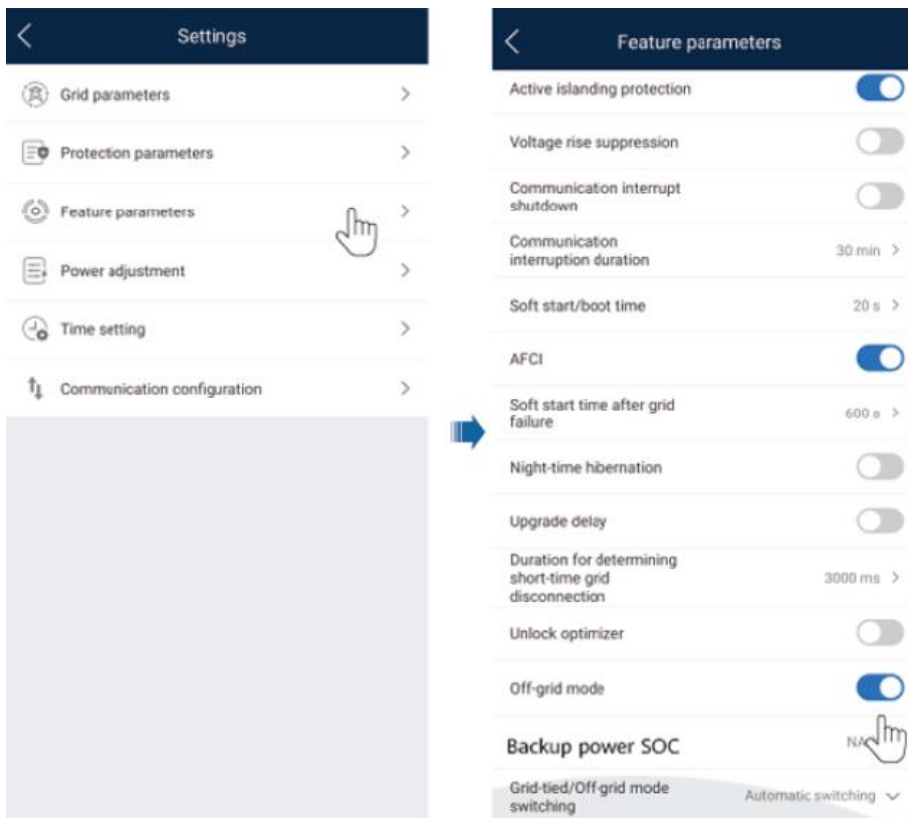 Settings
Grid parameters
Protection parameters
Feature parameters
Power adjustment
Time setting
Communication configuration
Feature parameters
Active islanding protection
Voltage rise suppression
Communication interrupt
shutdown
Communication
interruption duration
30 min
Soft start/boot time
20 s
AFCI
Soft start time after grid
failure
600 s
Night-time hibernation
Upgrade delay
Duration for determining
short-time grid
disconnection
3000 ms
Unlock optimizer
Off-grid mode
Backup power SOC
NA
Grid-tied/Off-grid mode
switching
Automatic switching